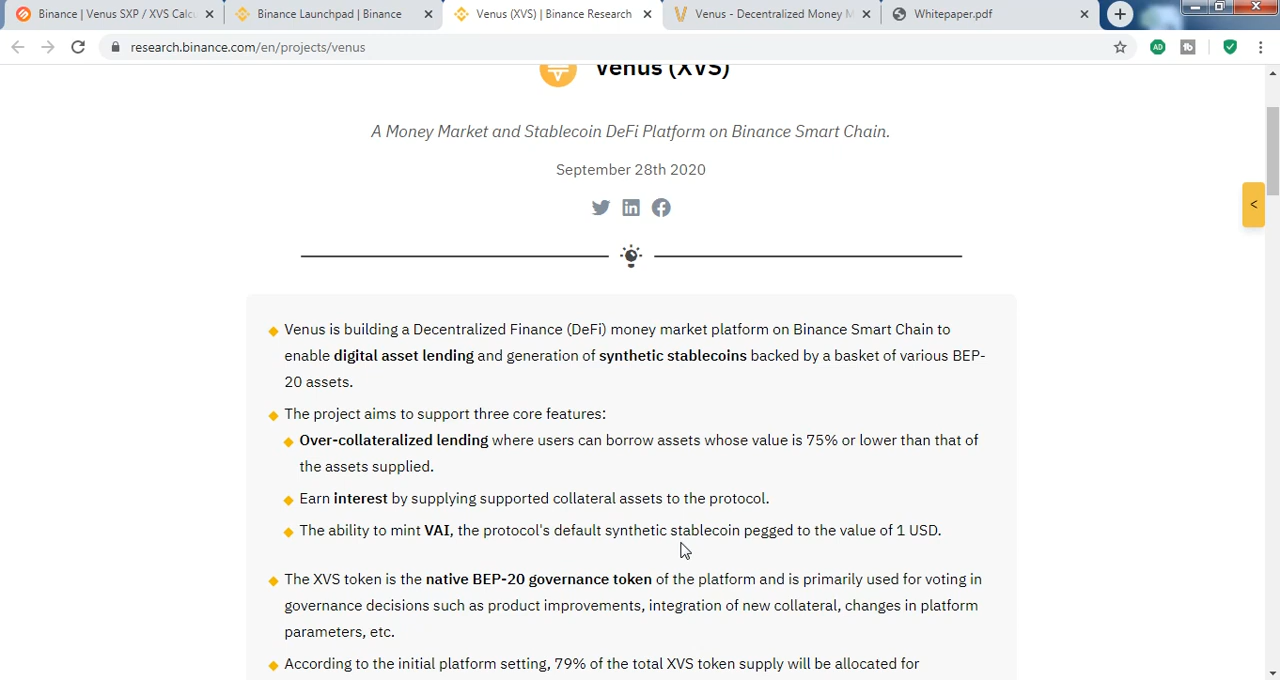 Binance | Venus SXP / XVS Calc
Binance Launchpad | Binance
Venus (XVS) | Binance Research
Venus - Decentralized Money M
Whitepaper.pdf
research.binance.com/en/projects/venus
Venus (XVS)
A Money Market and Stablecoin DeFi Platform on Binance Smart Chain.
September 28th 2020
Venus is building a Decentralized Finance (DeFi) money market platform on Binance Smart Chain to
enable digital asset lending and generation of synthetic stablecoins backed by a basket of various BEP-
20 assets.
The project aims to support three core features:
Over-collateralized lending where users can borrow assets whose value is 75% or lower than that of
the assets supplied.
Earn interest by supplying supported collateral assets to the protocol.
The ability to mint VAI, the protocol's default synthetic stablecoin pegged to the value of 1 USD.
The XVS token is the native BEP-20 governance token of the platform and is primarily used for voting in
governance decisions such as product improvements, integration of new collateral, changes in platform
parameters, etc.
According to the initial platform setting, 79% of the total XVS token supply will be allocated for